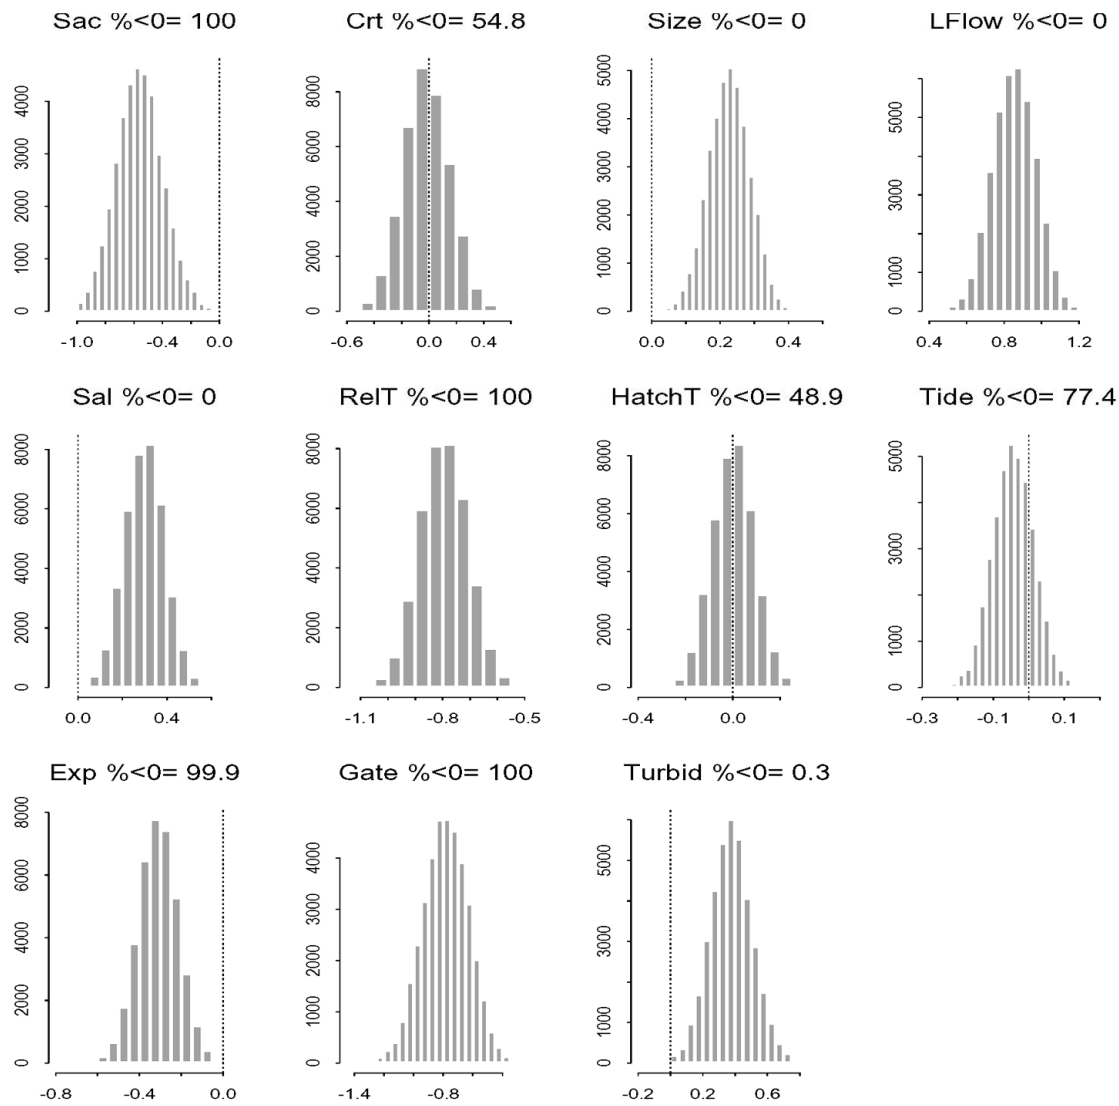 Sac %<0= 100
Crt %<0= 54.8
Size %<0= 0
LFlow %<0= 0
0 1000 2000 3000 4000
-1.0 -0.4 0.0
0 2000 4000 6000 8000
-0.6 0.0 0.4
0 1000 2000 3000 4000 5000
0.0 0.2 0.4
0 1000 3000 5000
0.4 0.8 1.2
Sal %<0= 0
RelT %<0= 100
HatchT %<0= 48.9
Tide %<0= 77.4
0 2000 4000 6000 8000
0.0 0.4
0 2000 4000 6000 8000
-1.1 -0.8 -0.5
0 2000 4000 6000 8000
-0.4 0.0
0 1000 3000 5000
-0.3 -0.1 0.1
Exp %<0= 99.9
Gate %<0= 100
Turbid %<0= 0.3
0 2000 4000 6000 8000
-0.8 -0.4 0.0
0 1000 2000 3000 4000
-1.4 -0.8
0 1000 3000 5000
-0.2 0.2 0.6